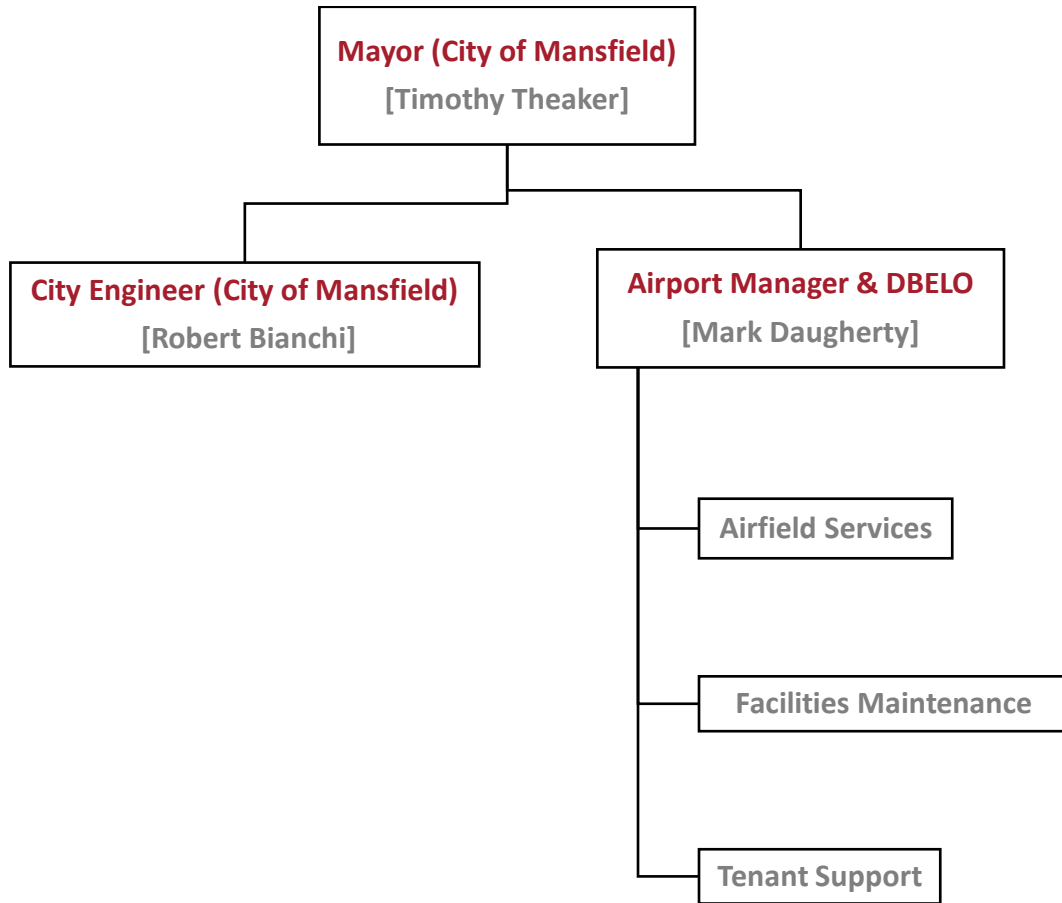 Mayor (City of Mansfield)
[Timothy Theaker]
City Engineer (City of Mansfield)
[Robert Bianchi]
Airport Manager & DBELO
[Mark Daugherty]
Airfield Services
Facilities Maintenance
Tenant Support